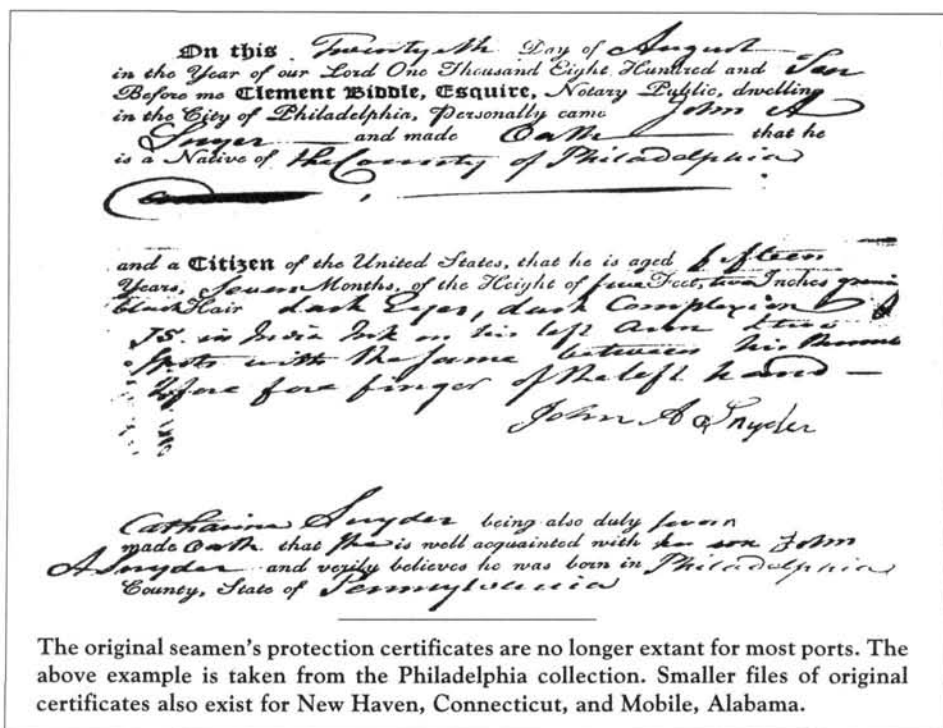 On this Twentyeth Day of August
in the Year of our Lord One Thousand Eight Hundred and Ten
Before me Clement Biddle, Esquire, Notary Public, dwelling
in the City of Philadelphia, Personally came John A
Snyder and made Oath that he
is a Native of the County of Philadelphia
and a Citizen of the United States, that he is aged fifteen
Years, Seven Months, of the Height of five Feet, two Inches
black Hair dark Eyes, dark Complexion
JS. in India Ink on his left Arm
Spots with the same between his
fore finger of the left hand —
John A Snyder
Catharine Snyder being also duly sworn
made Oath that she is well acquainted with her son John
A Snyder and verily believes he was born in Philadelphia
County, State of Pennsylvania
The original seamen's protection certificates are no longer extant for most ports. The
above example is taken from the Philadelphia collection. Smaller files of original
certificates also exist for New Haven, Connecticut, and Mobile, Alabama.